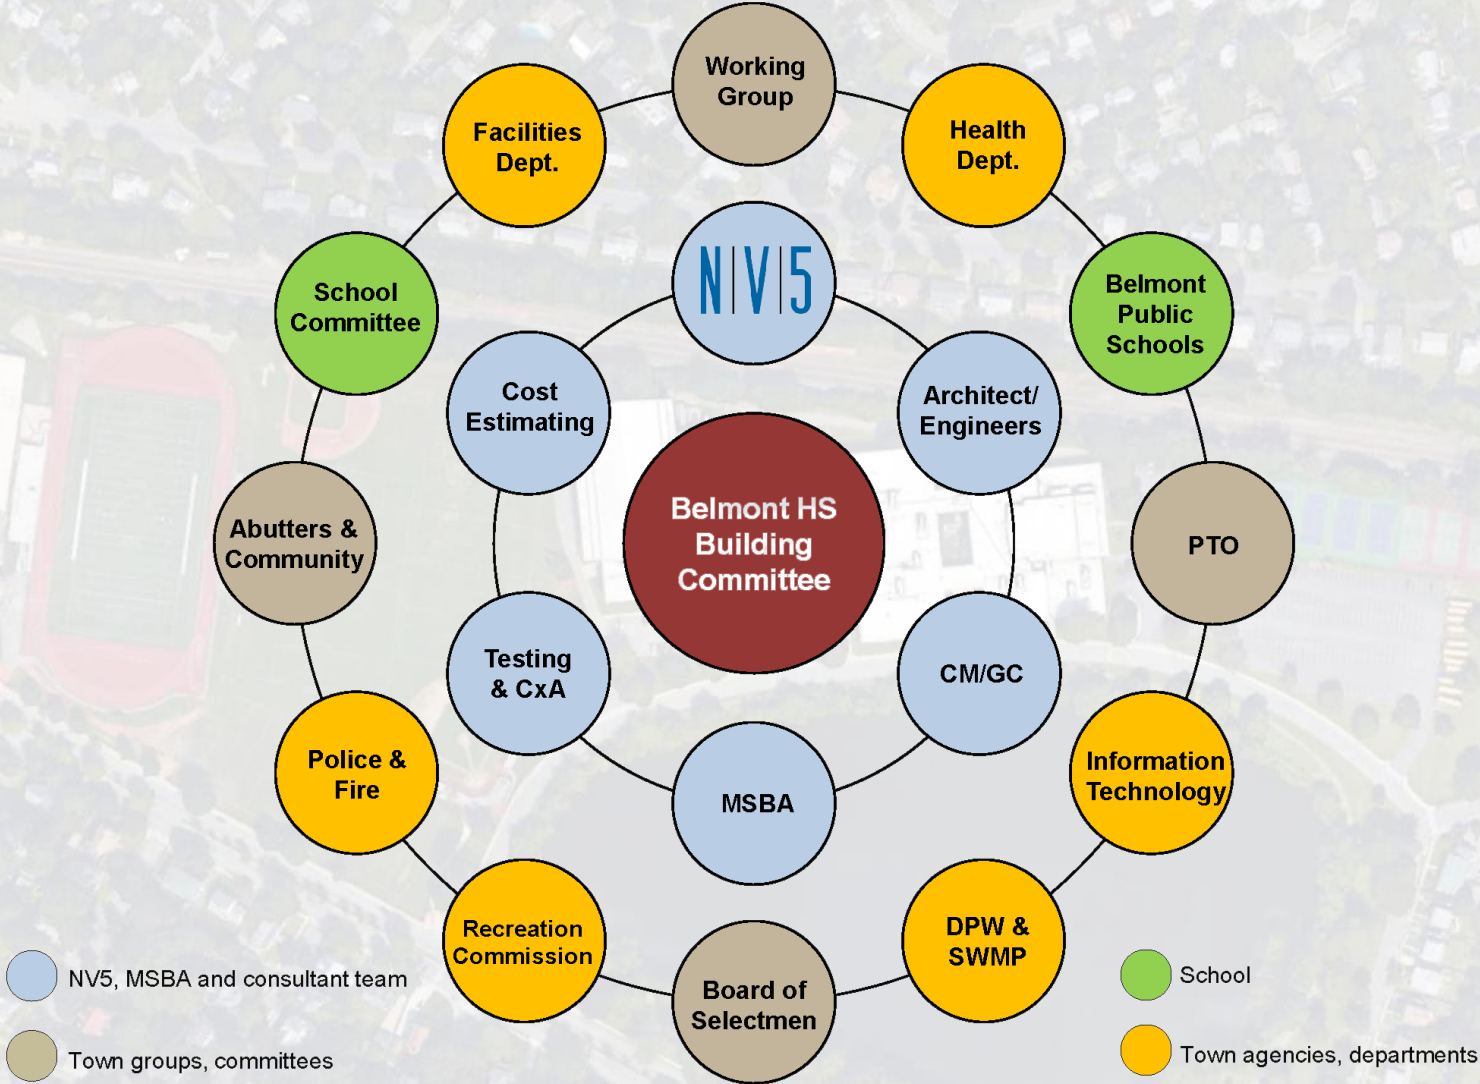 Working
Group
Facilities
Dept.
Health
Dept.
School
Committee
N|V|5
Belmont
Public
Schools
Cost
Estimating
Architect/
Engineers
Belmont HS
Building
Committee
Abutters &
Community
PTO
Testing
& CxA
CM/GC
Police &
Fire
MSBA
Information
Technology
Recreation
Commission
DPW &
SWMP
Board of
Selectmen
NV5, MSBA and consultant team
School
Town groups, committees
Town agencies, departments